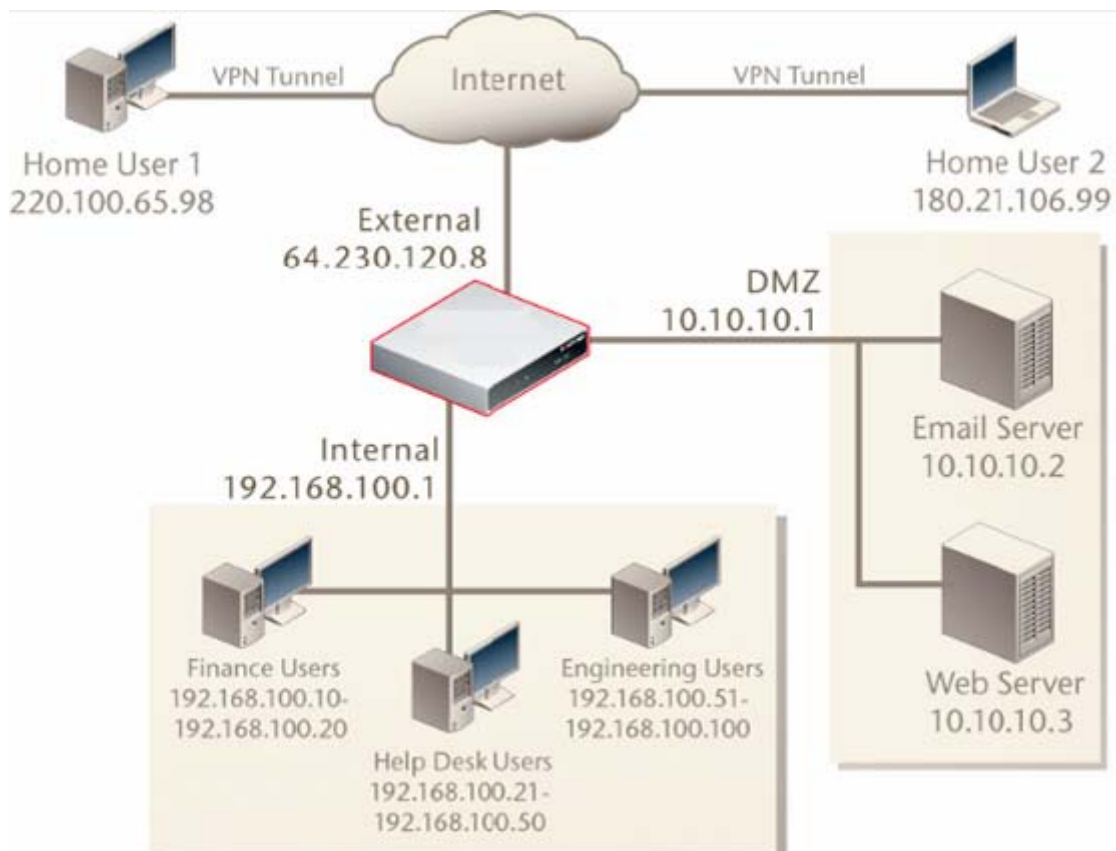 VPN Tunnel
Internet
VPN Tunnel
Home User 1
220.100.65.98
Home User 2
180.21.106.99
External
64.230.120.8
DMZ
10.10.10.1
Email Server
10.10.10.2
Internal
192.168.100.1
Finance Users
192.168.100.10-
192.168.100.20
Help Desk Users
192.168.100.21-
192.168.100.50
Engineering Users
192.168.100.51-
192.168.100.100
Web Server
10.10.10.3